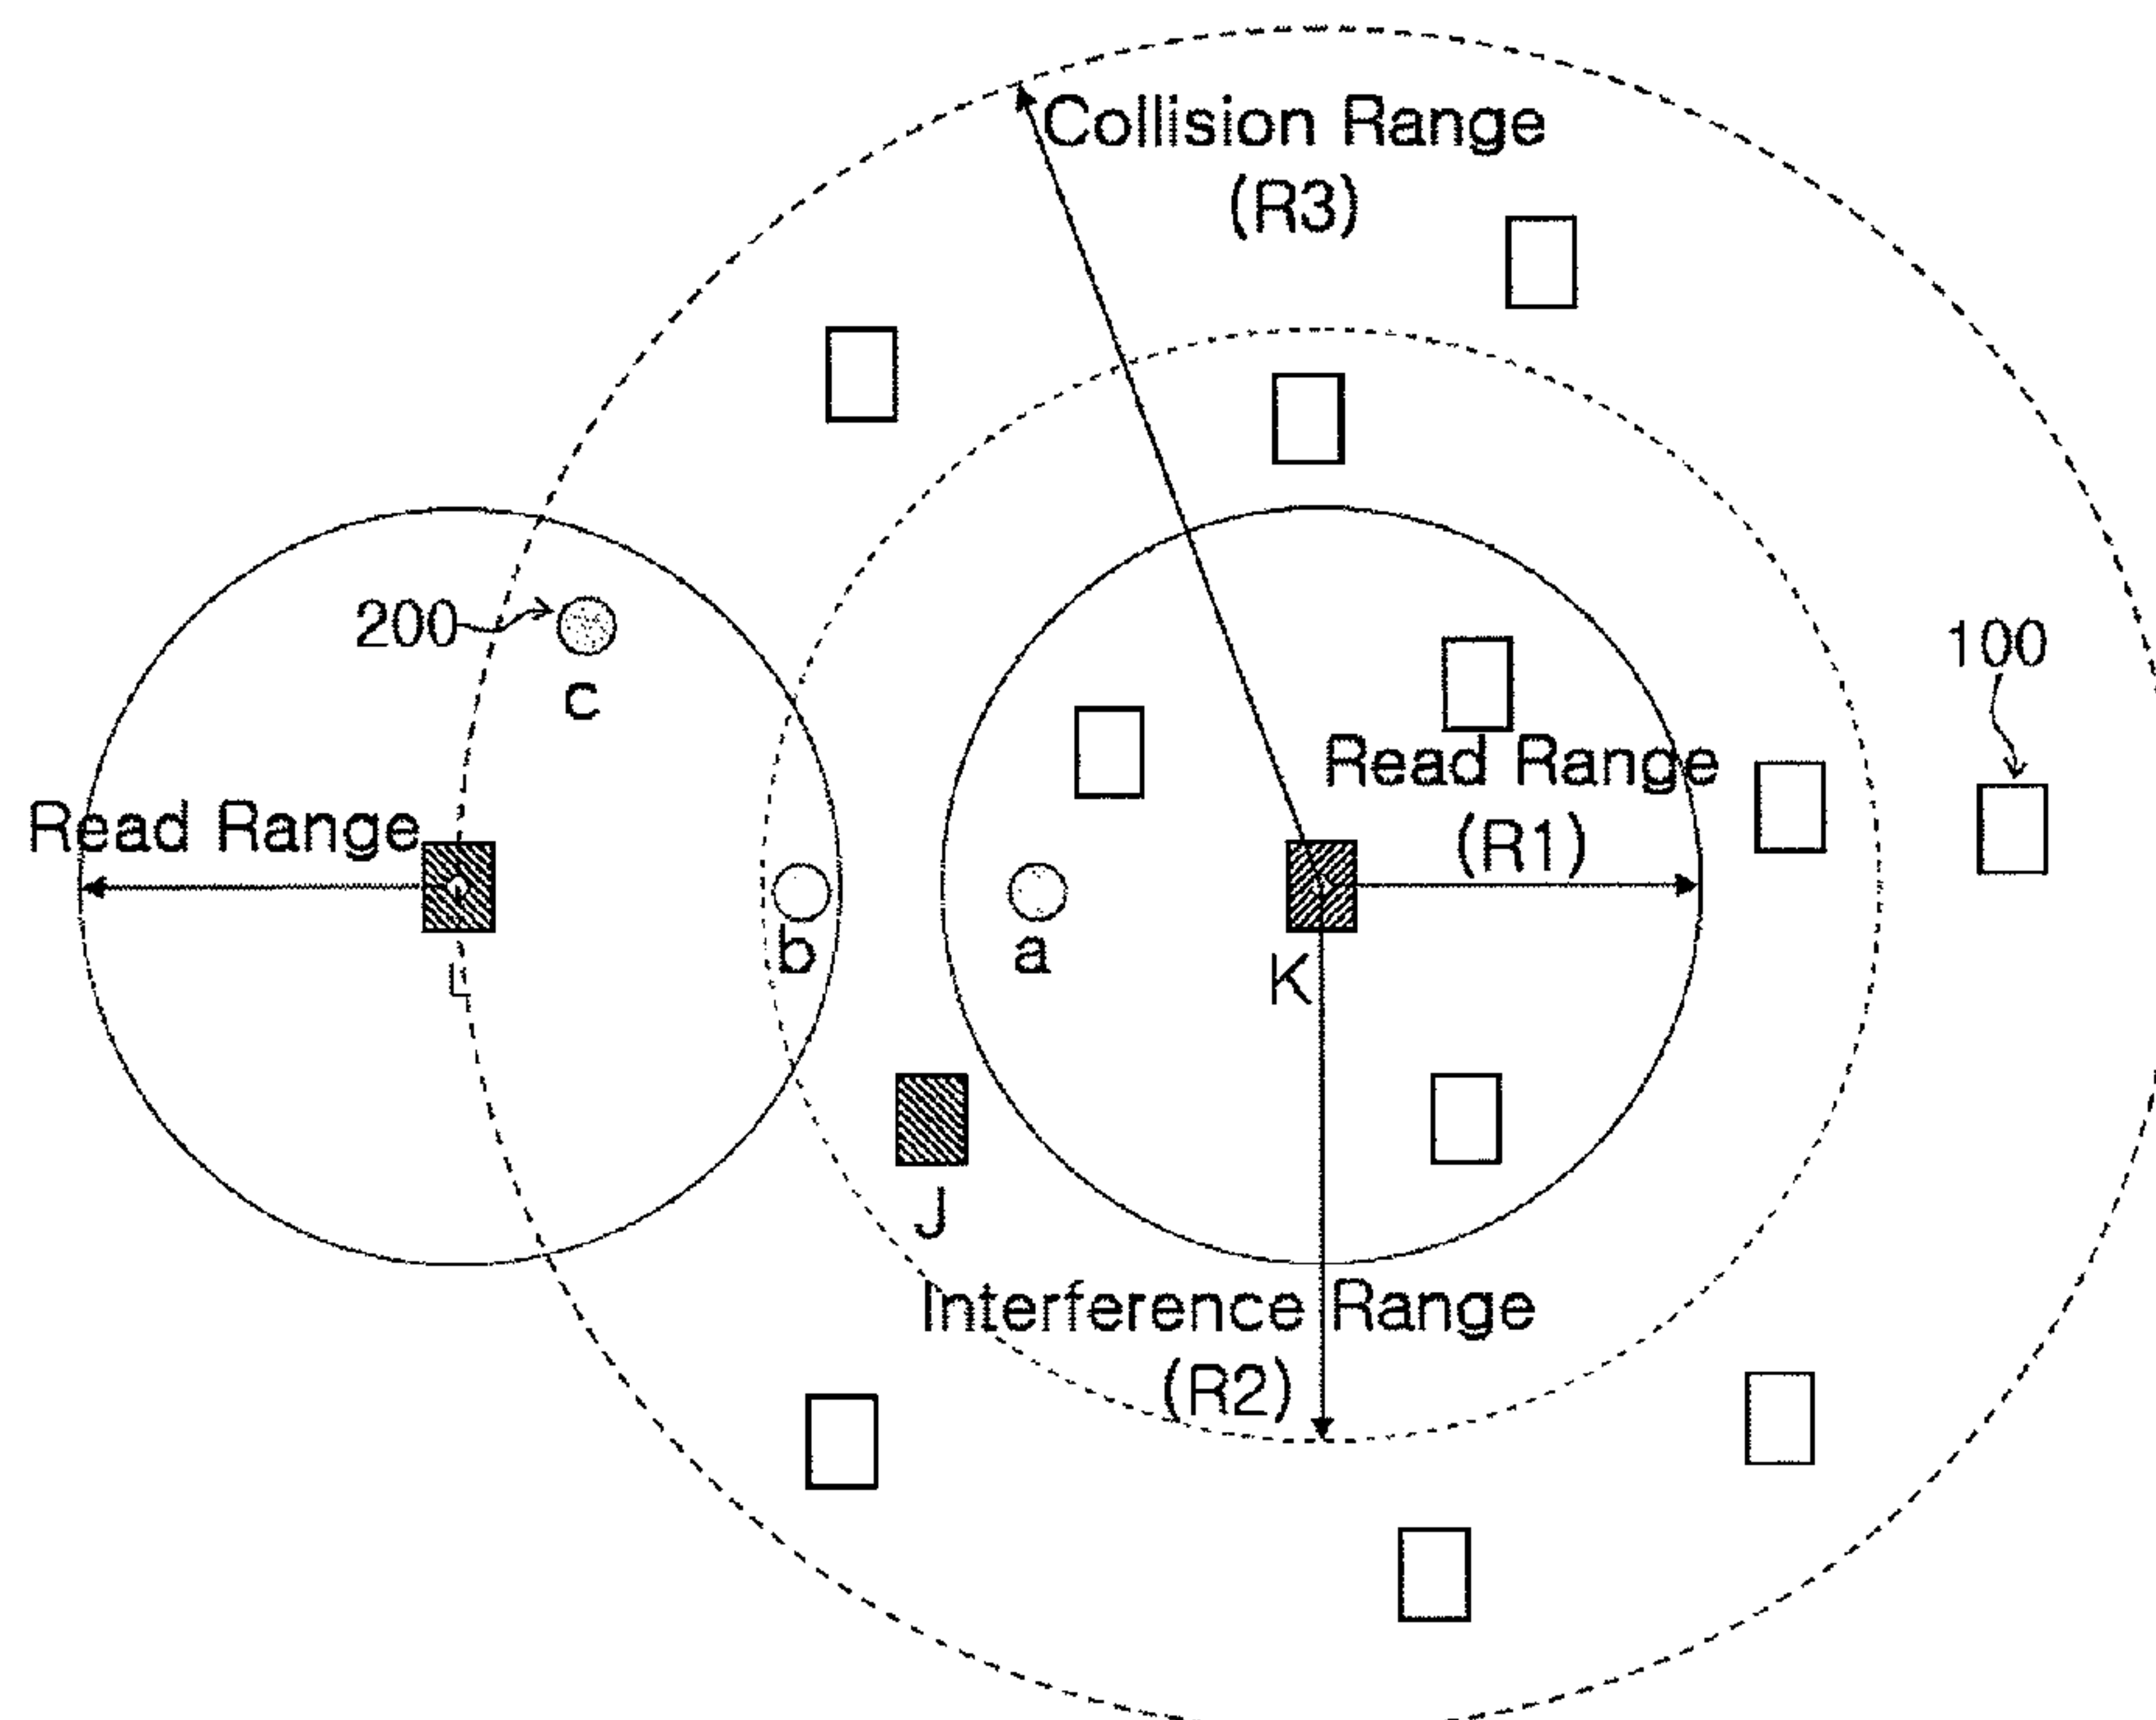 Collision Range
(R3)
200
c
100
Read Range
(R1)
Read Range
b
a
L
K
J
Interference Range
(R2)